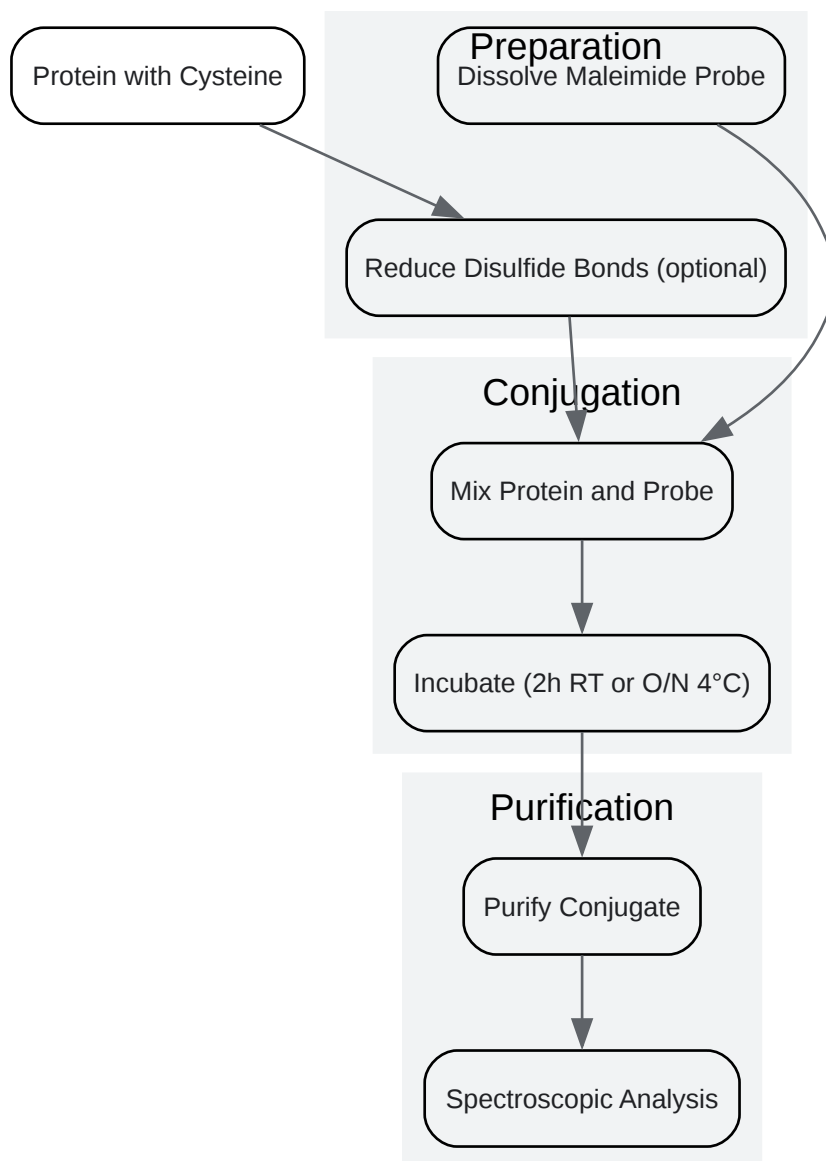 Preparation
Protein with Cysteine
Dissolve Maleimide Probe
Reduce Disulfide Bonds (optional)
Conjugation
Mix Protein and Probe
Incubate (2h RT or O/N 4°C)
Purification
Purify Conjugate
Spectroscopic Analysis